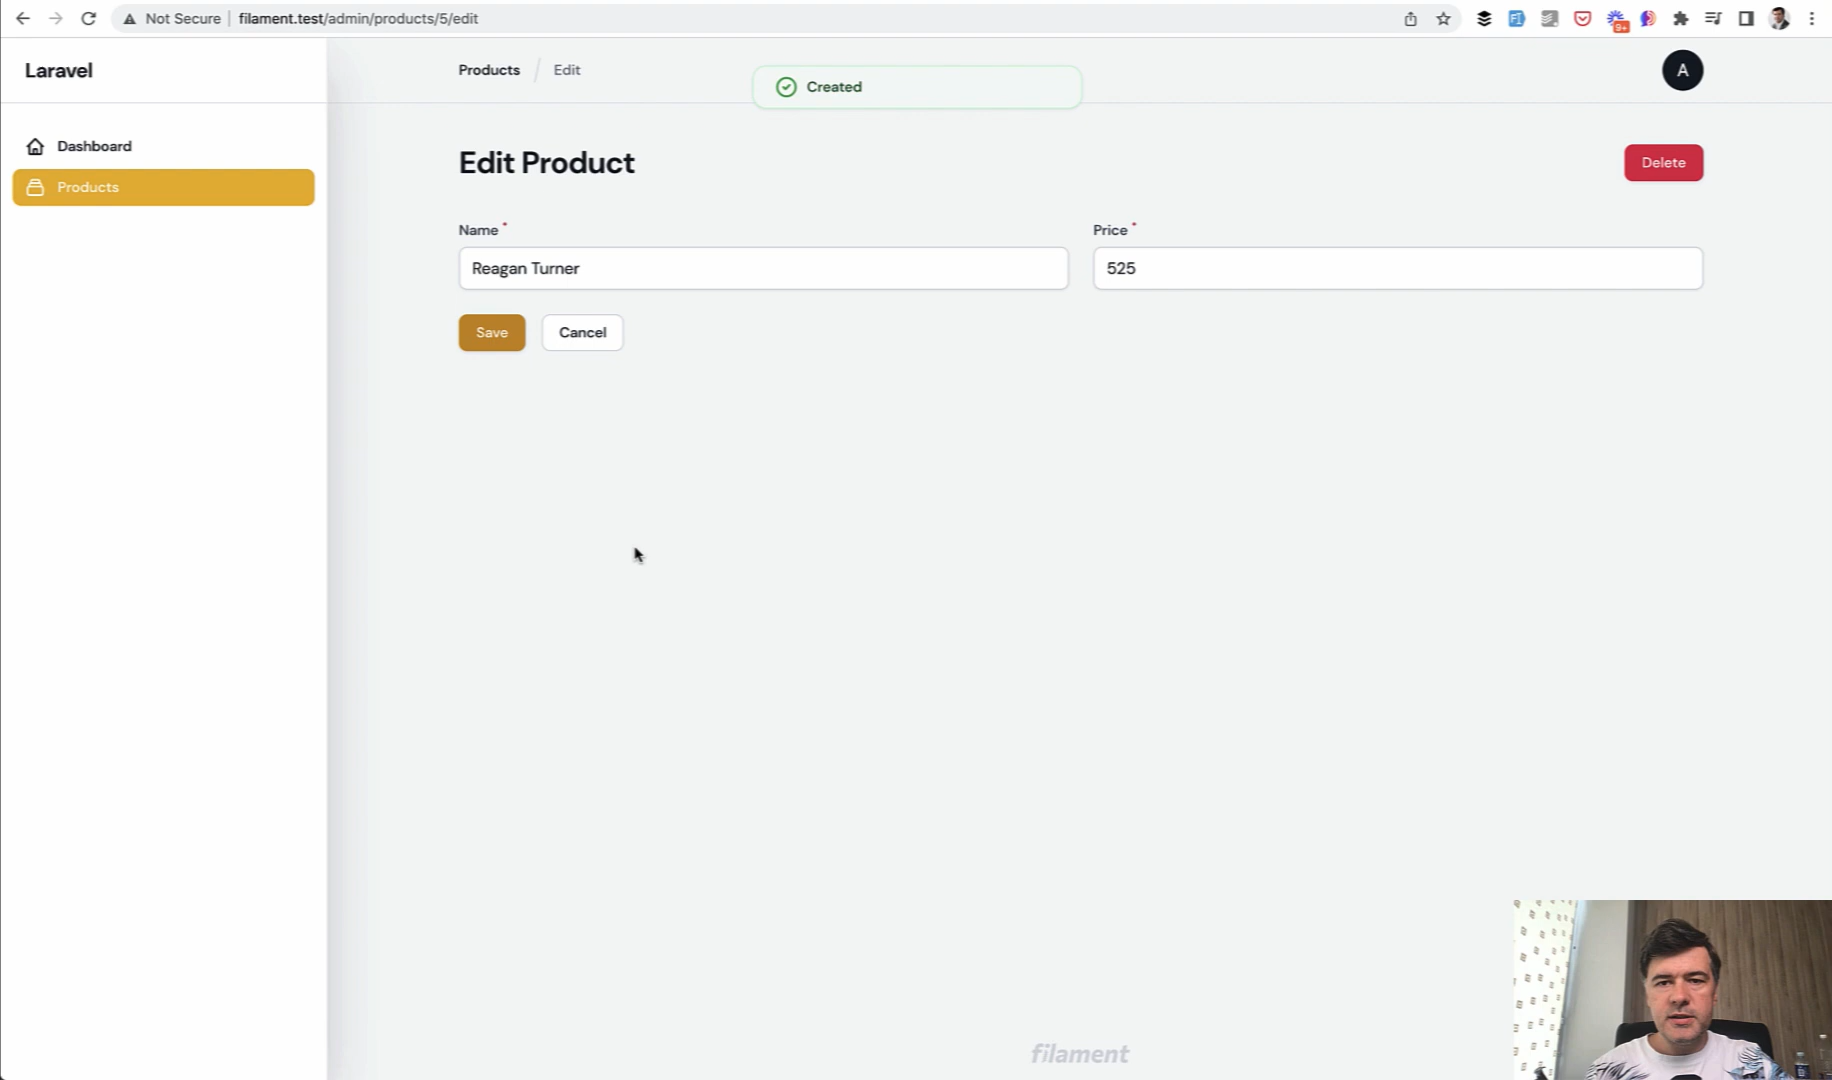 Not Secure
filament.test/admin/products/5/edit
9+
Laravel
Products
Edit
Created
A
Dashboard
Products
Edit Product
Delete
Name *
Price *
Reagan Turner
525
Save
Cancel
filament